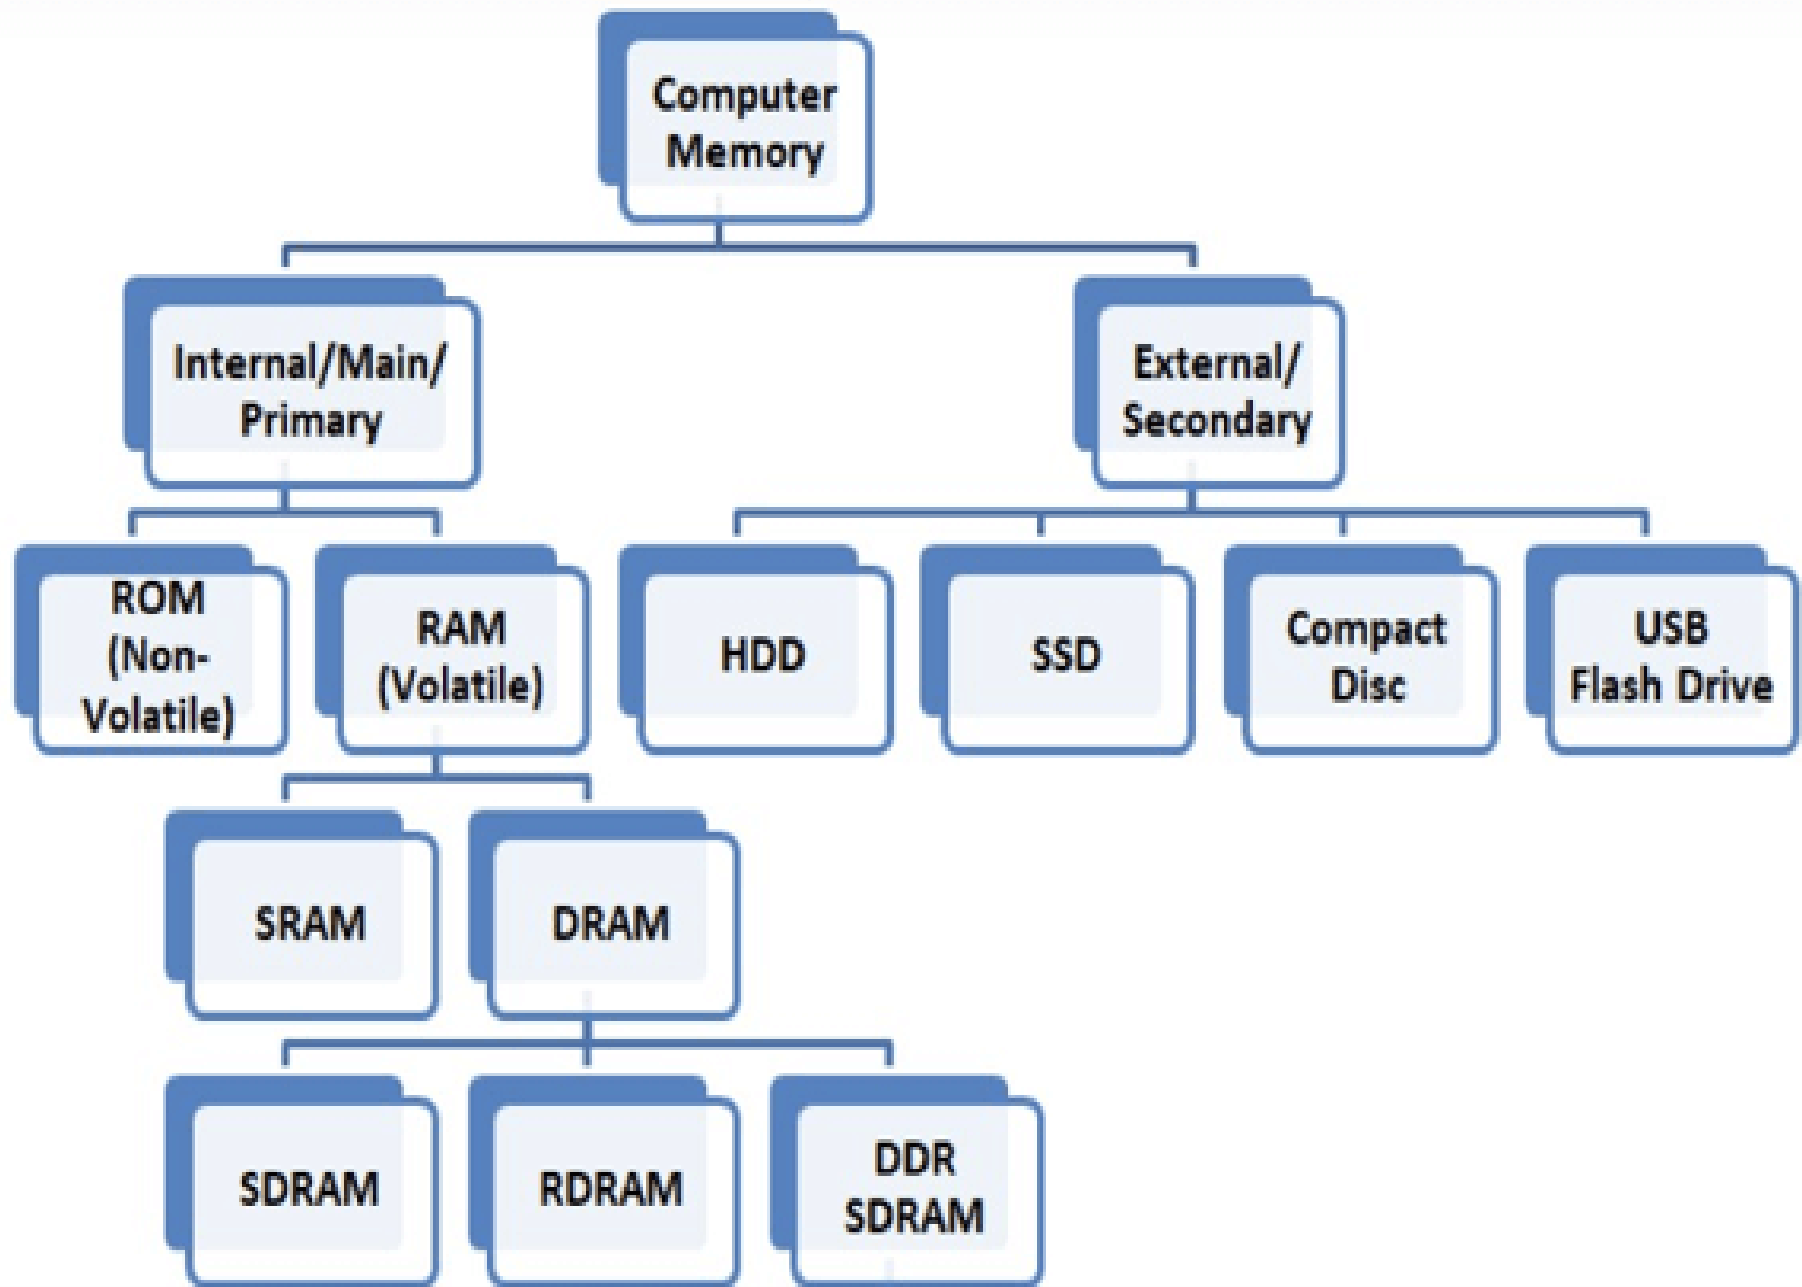 Computer
Memory
Internal/Main/
Primary
External/
Secondary
ROM
(Non-
Volatile)
RAM
(Volatile)
HDD
SSD
Compact
Disc
USB
Flash Drive
SRAM
DRAM
SDRAM
RDRAM
DDR
SDRAM